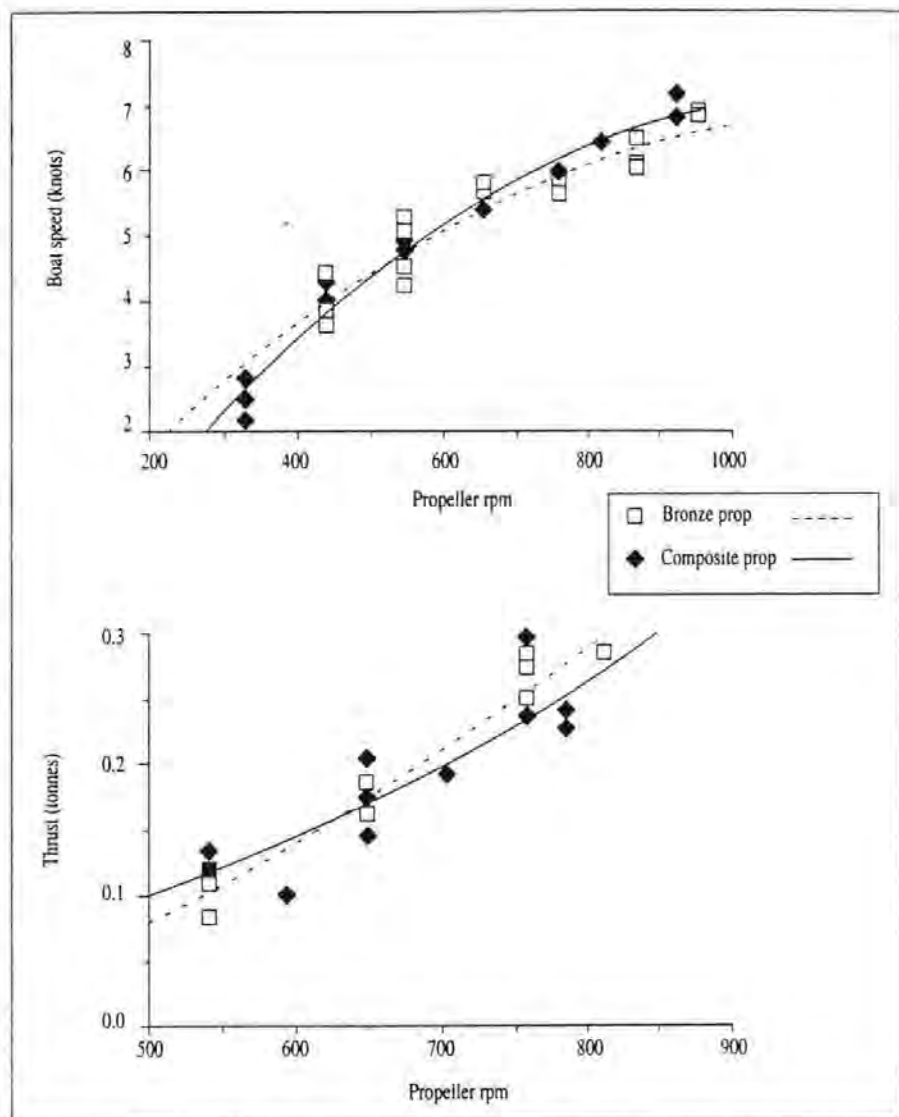 8
7
6
5
4
3
2
Boat speed (knots)
200 400 600 800 1000
Propeller rpm
Bronze prop
Composite prop
0.3
0.2
0.1
0.0
Thrust (tonnes)
500 600 700 800 900
Propeller rpm